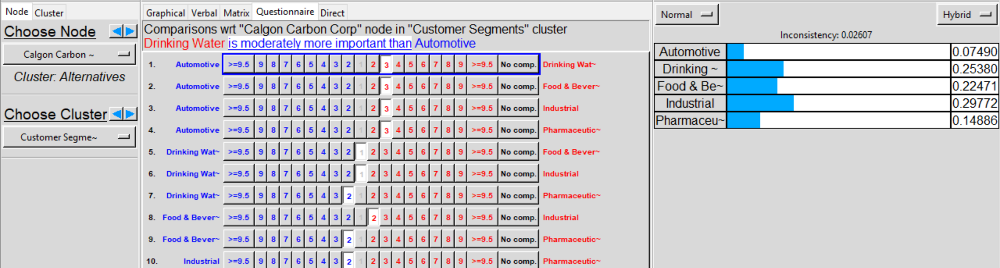 Node Cluster
Choose Node
Calgon Carbon ~
Cluster: Alternatives
Choose Cluster
Customer Segme~
Graphical Verbal Matrix Questionnaire Direct
Comparisons wrt "Calgon Carbon Corp" node in "Customer Segments" cluster
Drinking Water is moderately more important than Automotive
1. Automotive >=9.5 9 8 7 6 5 4 3 2 1 2 3 4 5 6 7 8 9 >=9.5 No comp. Drinking Wat~
2. Automotive >=9.5 9 8 7 6 5 4 3 2 1 2 3 4 5 6 7 8 9 >=9.5 No comp. Food & Bever~
3. Automotive >=9.5 9 8 7 6 5 4 3 2 1 2 3 4 5 6 7 8 9 >=9.5 No comp. Industrial
4. Automotive >=9.5 9 8 7 6 5 4 3 2 1 2 3 4 5 6 7 8 9 >=9.5 No comp. Pharmaceutic~
5. Drinking Wat~ >=9.5 9 8 7 6 5 4 3 2 1 2 3 4 5 6 7 8 9 >=9.5 No comp. Food & Bever~
6. Drinking Wat~ >=9.5 9 8 7 6 5 4 3 2 1 2 3 4 5 6 7 8 9 >=9.5 No comp. Industrial
7. Drinking Wat~ >=9.5 9 8 7 6 5 4 3 2 1 2 3 4 5 6 7 8 9 >=9.5 No comp. Pharmaceutic~
8. Food & Bever~ >=9.5 9 8 7 6 5 4 3 2 1 2 3 4 5 6 7 8 9 >=9.5 No comp. Industrial
9. Food & Bever~ >=9.5 9 8 7 6 5 4 3 2 1 2 3 4 5 6 7 8 9 >=9.5 No comp. Pharmaceutic~
10. Industrial >=9.5 9 8 7 6 5 4 3 2 1 2 3 4 5 6 7 8 9 >=9.5 No comp. Pharmaceutic~
Normal Hybrid
Inconsistency: 0.02607
Automotive 0.07490
Drinking ~ 0.25380
Food & Be~ 0.22471
Industrial 0.29772
Pharmaceu~ 0.14886